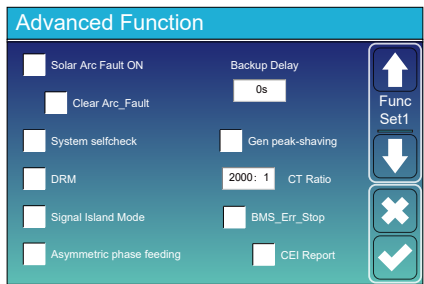 Advanced Function
Solar Arc Fault ON
Backup Delay
0s
Clear Arc_Fault
Func
Set1
System selfcheck
Gen peak-shaving
DRM
2000: 1
CT Ratio
Signal Island Mode
BMS_Err_Stop
Asymmetric phase feeding
CEI Report